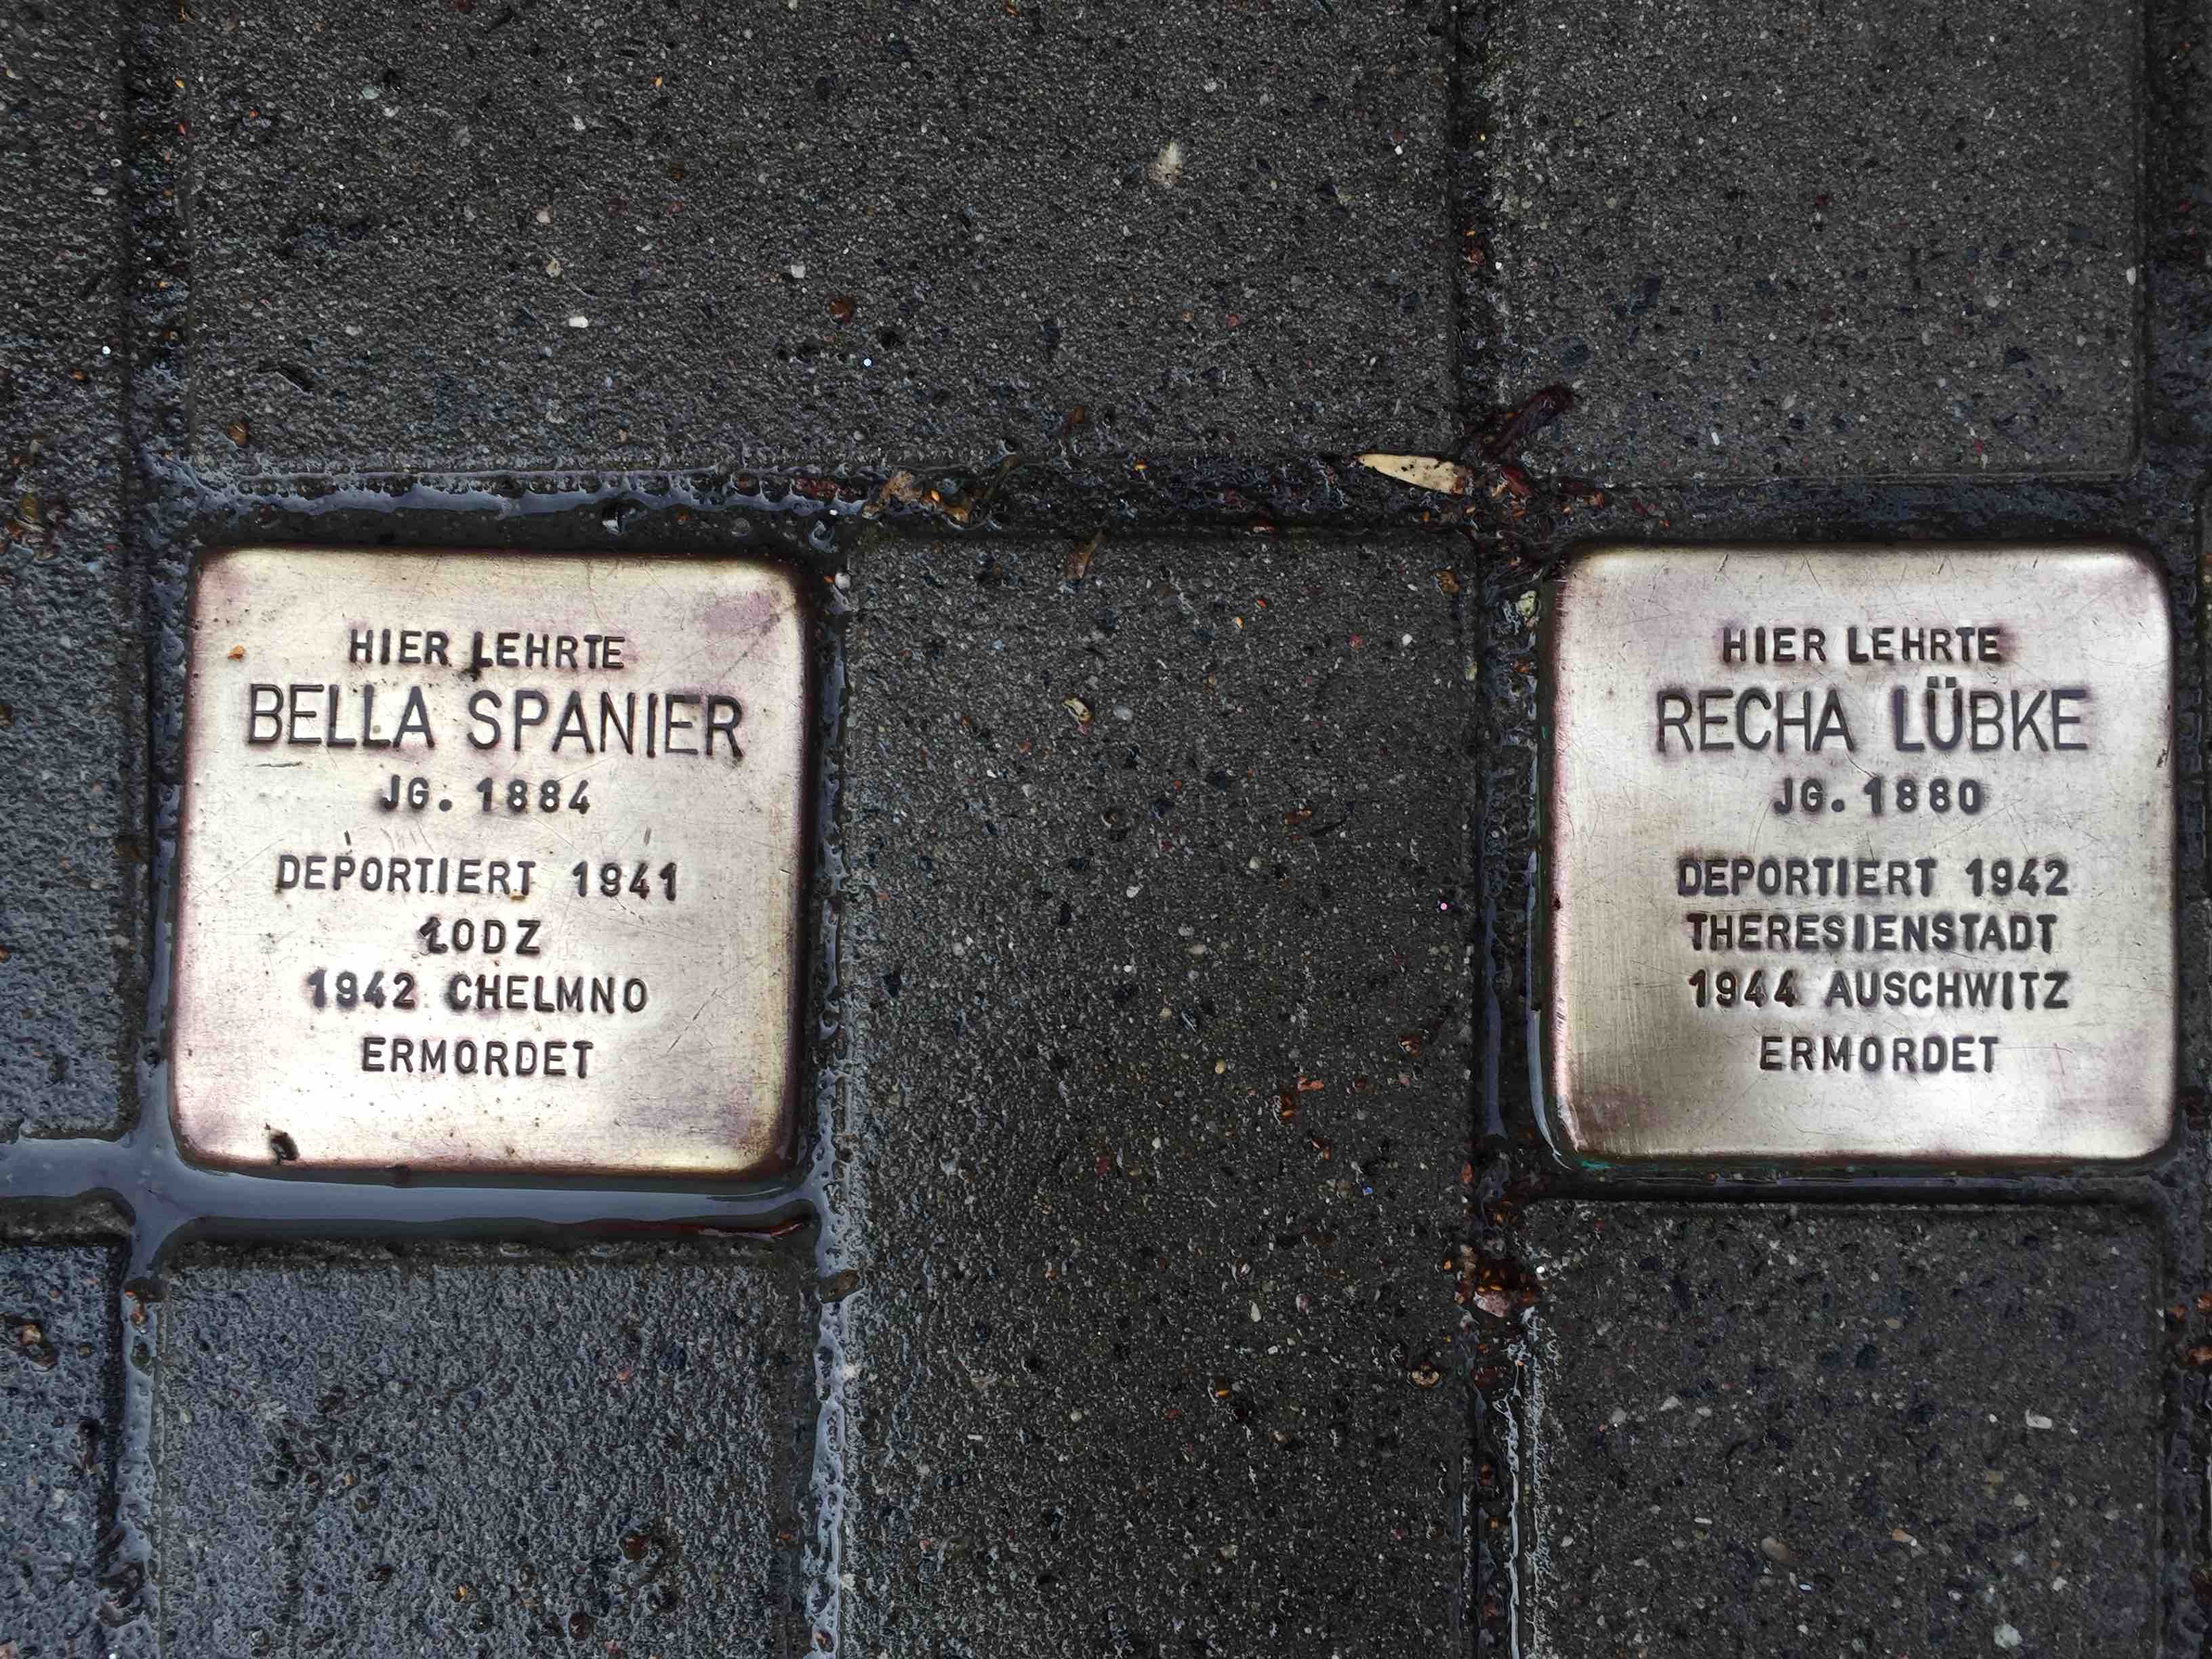 HIER LEHRTE
BELLA SPANIER
JG. 1884
DEPORTIERT 1941
ŁODZ
1942 CHELMNO
ERMORDET
HIER LEHRTE
RECHA LÜBKE
JG. 1880
DEPORTIERT 1942
THERESIENSTADT
1944 AUSCHWITZ
ERMORDET